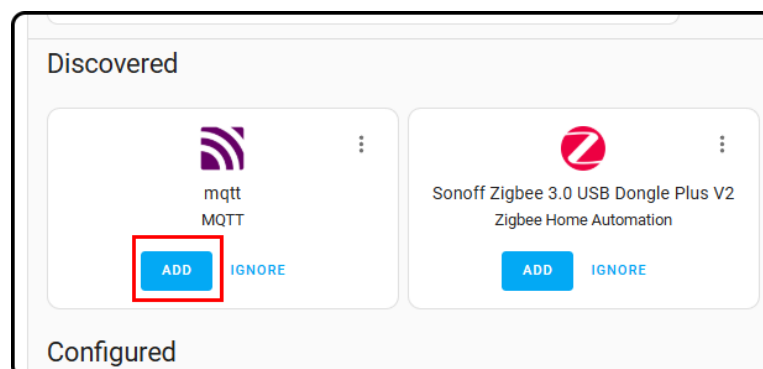 Discovered
mqtt
MQTT
ADD IGNORE
Sonoff Zigbee 3.0 USB Dongle Plus V2
Zigbee Home Automation
ADD IGNORE
Configured